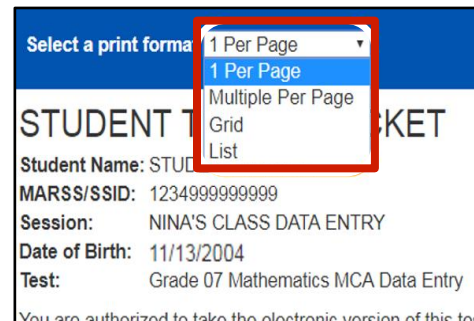 Select a print forma 1 Per Page
1 Per Page
Multiple Per Page
Grid
List
STUDENT T KET
Student Name: STUD
MARSS/SSID: 1234999999999
Session: NINA'S CLASS DATA ENTRY
Date of Birth: 11/13/2004
Test: Grade 07 Mathematics MCA Data Entry
You are authorized to take the electronic version of this te